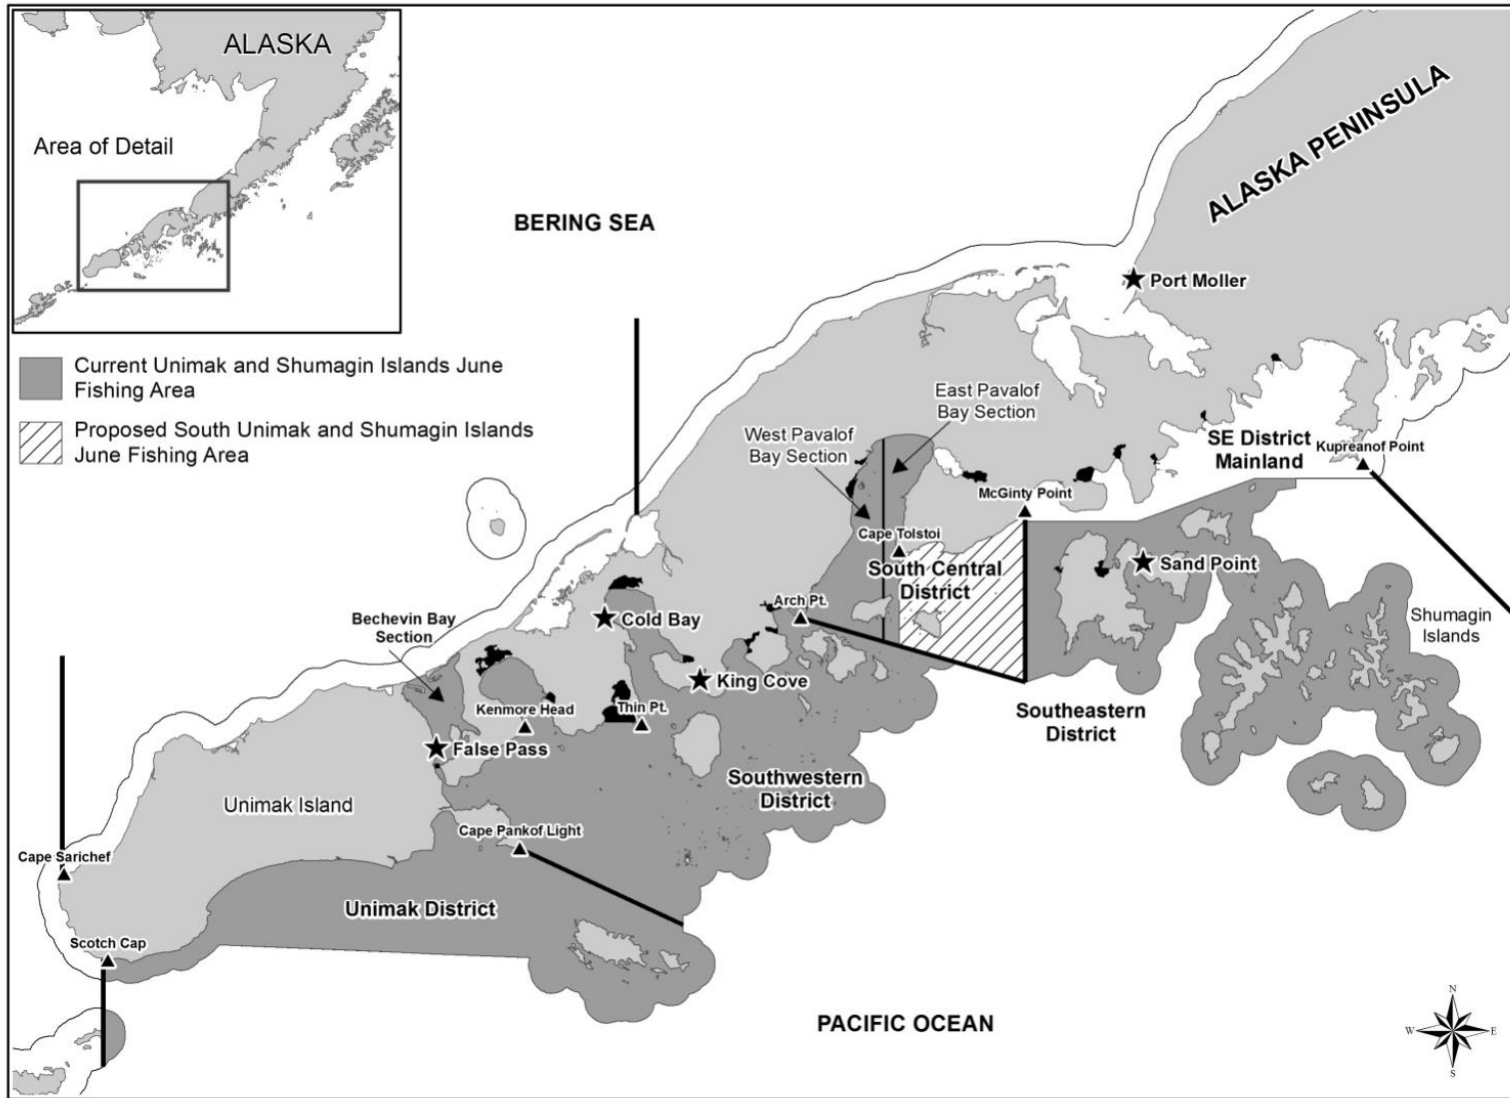 ALASKA
Area of Detail
Current Unimak and Shumagin Islands June
Fishing Area
Proposed South Unimak and Shumagin Islands
June Fishing Area
BERING SEA
ALASKA PENINSULA
Port Moller
East Pavalof
Bay Section
West Pavalof
Bay Section
SE District
Mainland
Kupreanof Point
McGinty Point
Cape Tolstoi
South Central
District
Sand Point
Arch Pt.
Shumagin
Islands
Cold Bay
Bechevin Bay
Section
King Cove
Kenmore Head
Thin Pt.
Southeastern
District
False Pass
Southwestern
District
Unimak Island
Cape Pankof Light
Cape Sarichef
Unimak District
Scotch Cap
PACIFIC OCEAN
N
W
E
S